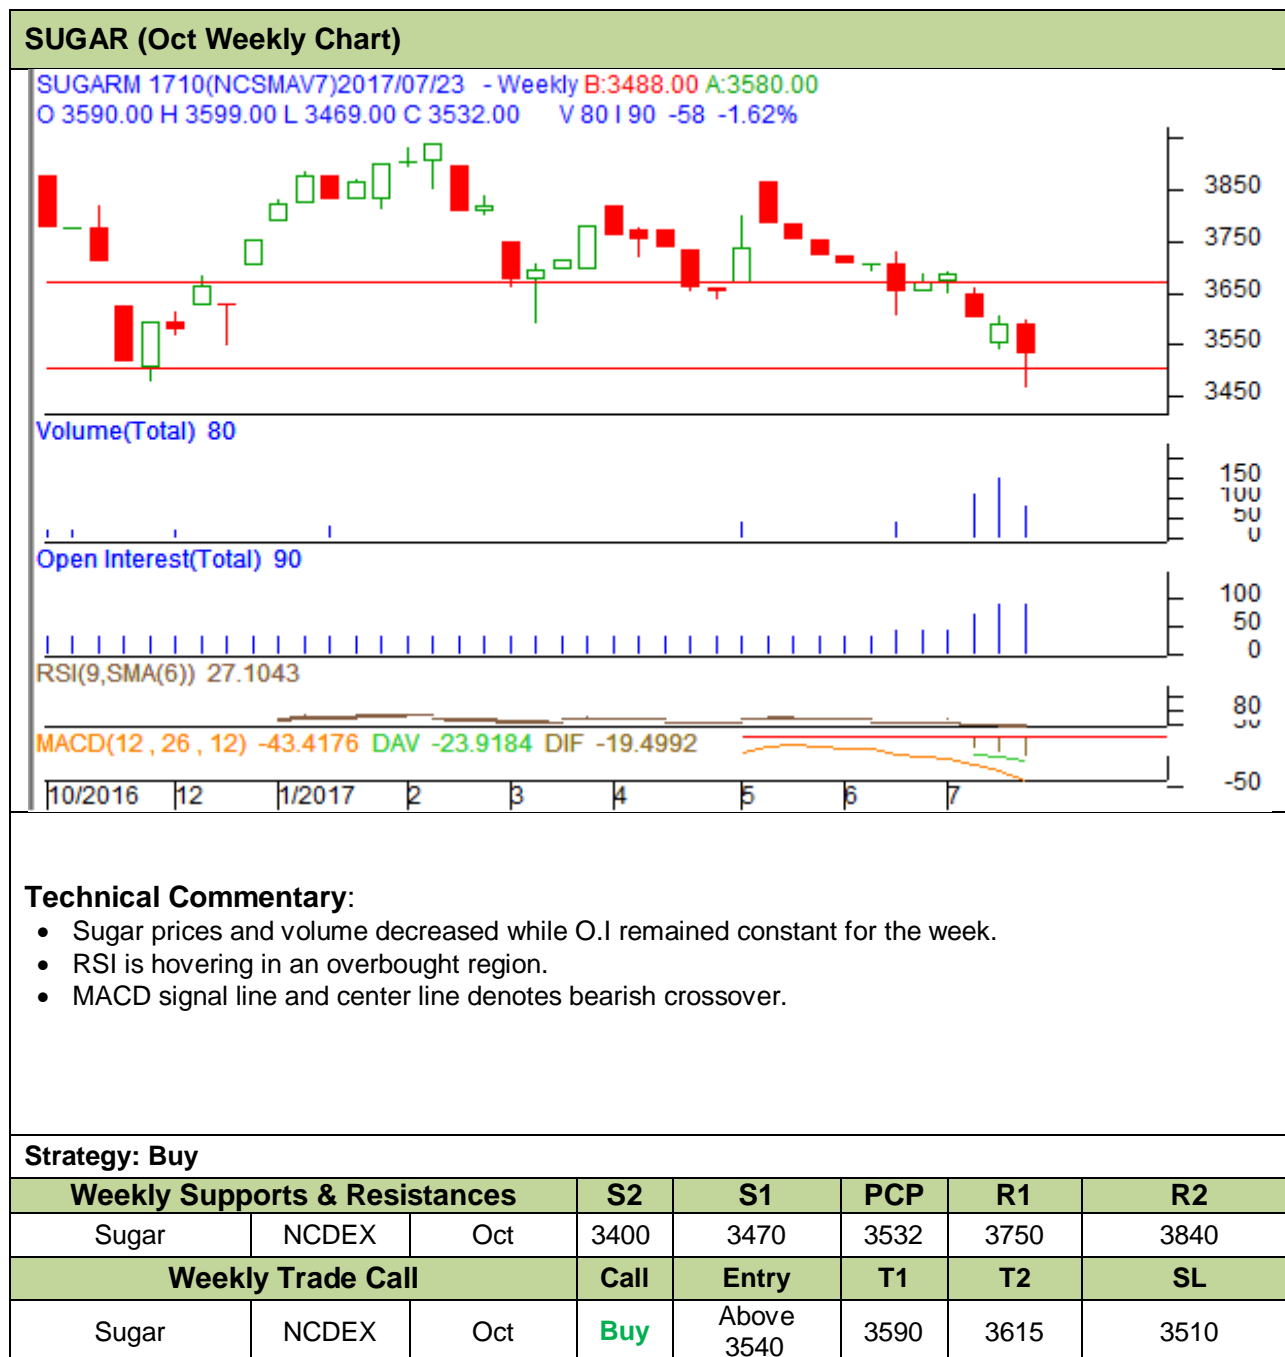 SUGAR (Oct Weekly Chart)
SUGARM 1710(NCSMAV7)2017/07/23 - Weekly B:3488.00 A:3580.00
O 3590.00 H 3599.00 L 3469.00 C 3532.00 V 80 I 90 -58 -1.62%
3850
3750
3650
3550
3450
Volume(Total) 80
150
100
50
0
Open Interest(Total) 90
100
50
0
RSI(9,SMA(6)) 27.1043
80
MACD(12 , 26 , 12) -43.4176 DAV -23.9184 DIF -19.4992
-50
10/2016 12 1/2017 2 3 4 5 6 7
Technical Commentary:
• Sugar prices and volume decreased while O.I remained constant for the week.
• RSI is hovering in an overbought region.
• MACD signal line and center line denotes bearish crossover.
Strategy: Buy
Weekly Supports & Resistances S2 S1 PCP R1 R2
Sugar NCDEX Oct 3400 3470 3532 3750 3840
Weekly Trade Call Call Entry T1 T2 SL
Sugar NCDEX Oct Buy Above 3540 3590 3615 3510